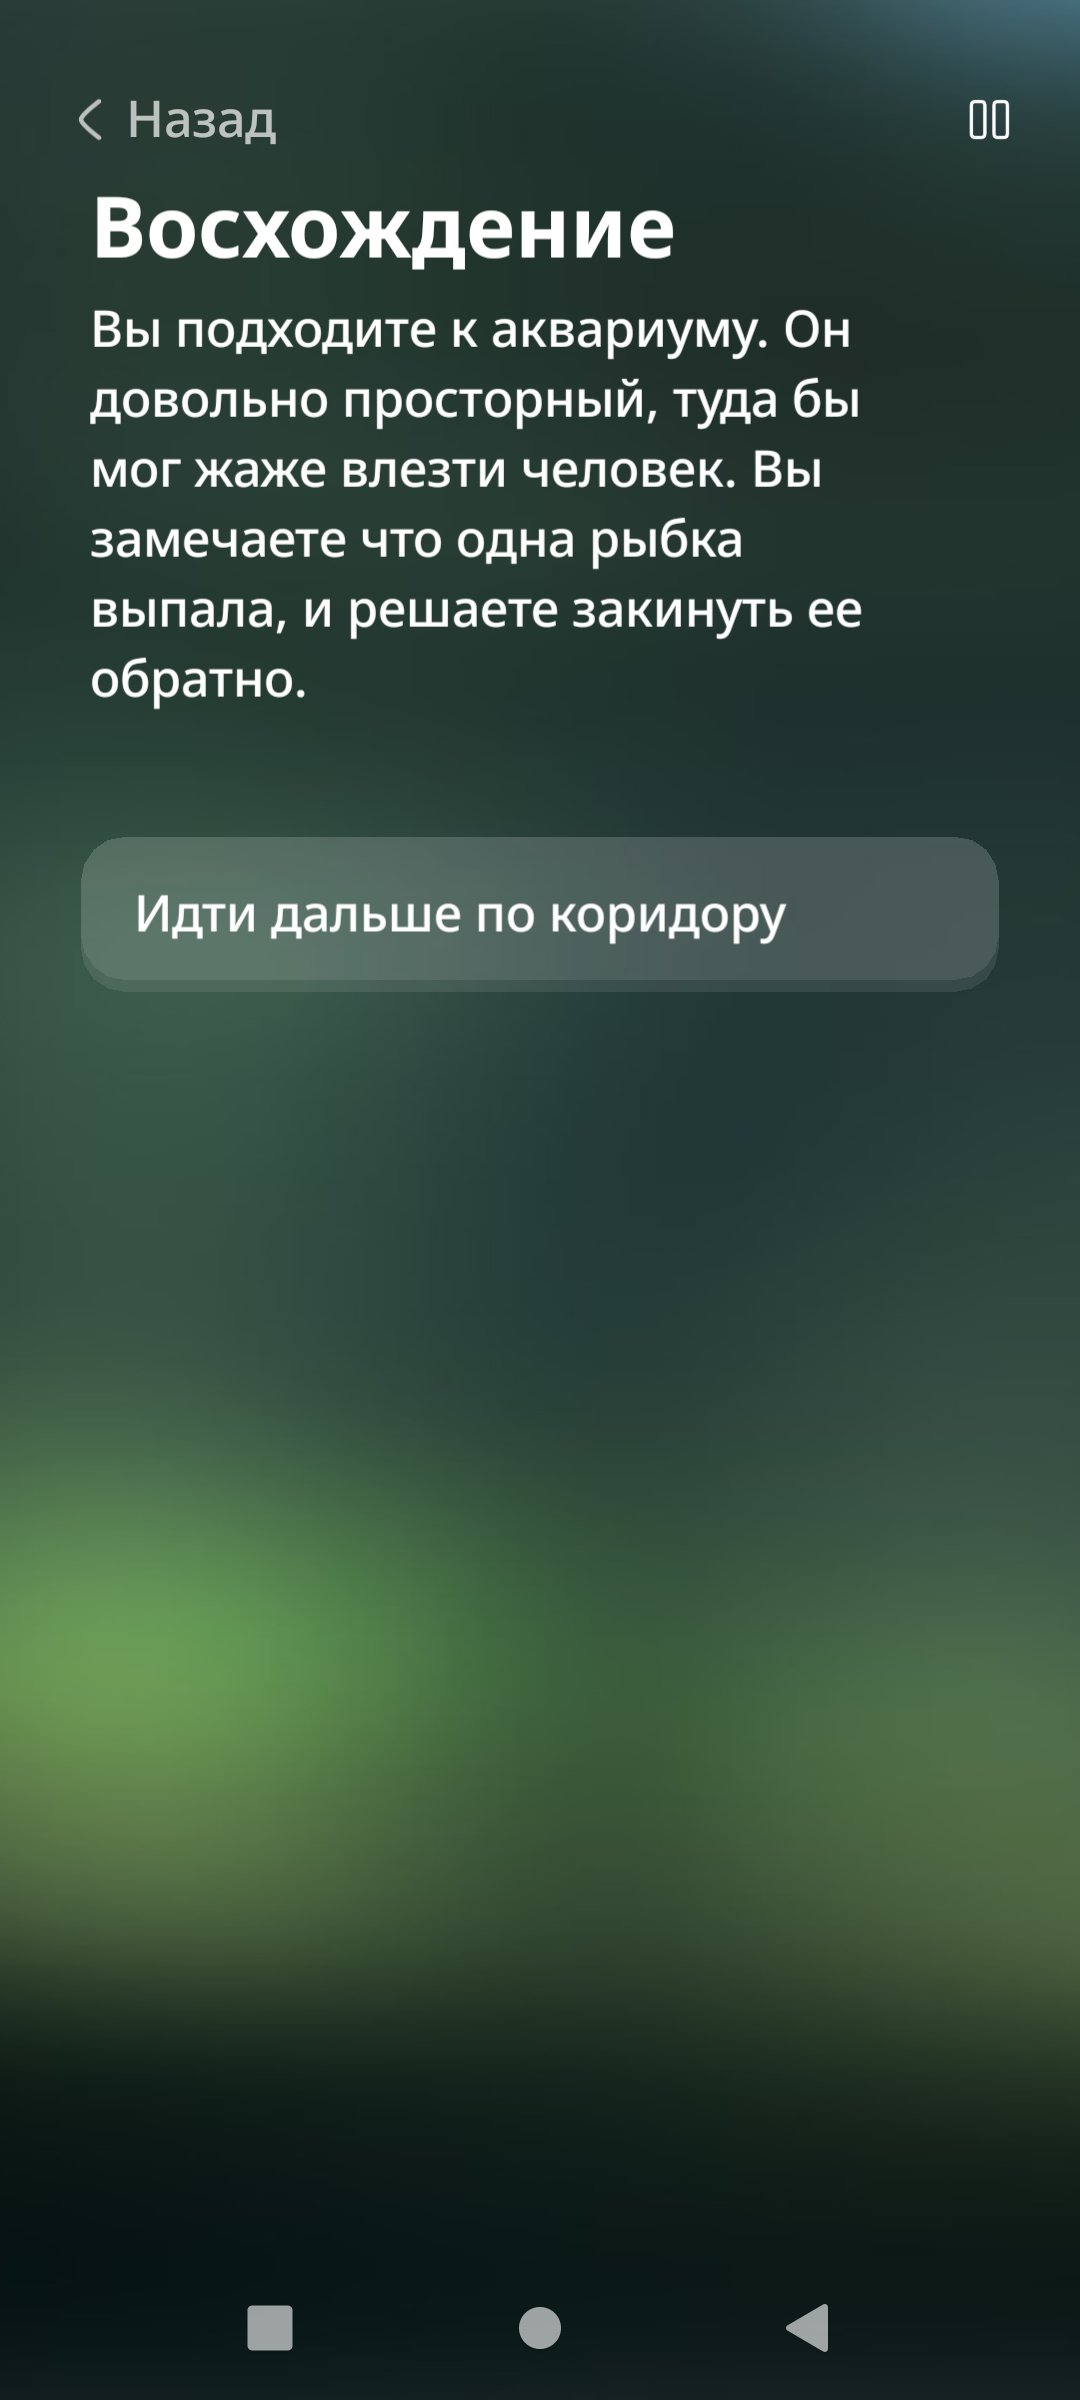 Назад
Восхождение
Вы подходите к аквариуму. Он
довольно просторный, туда бы
мог жаже влезти человек. Вы
замечаете что одна рыбка
выпала, и решаете закинуть ее
обратно.
Идти дальше по коридору